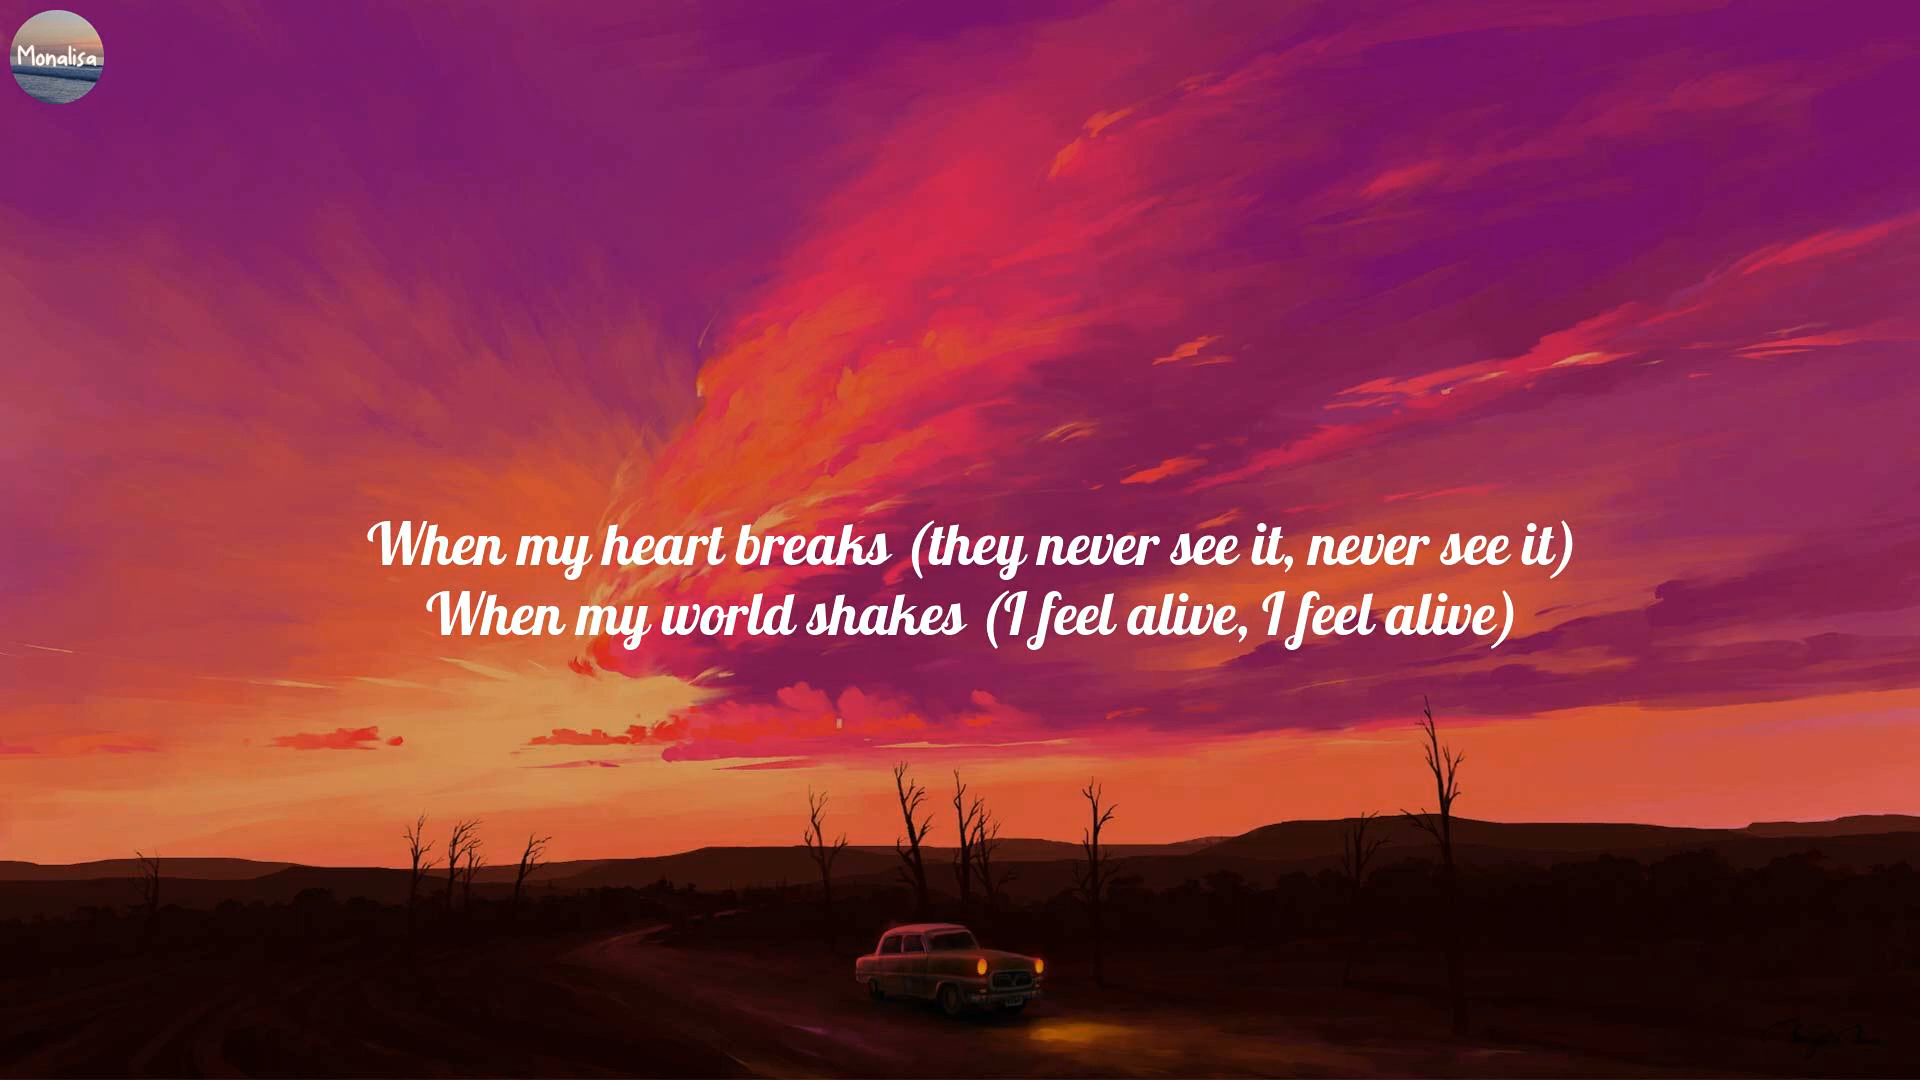 Monalisa
When my heart breaks (they never see it, never see it)
When my world shakes (I feel alive, I feel alive)